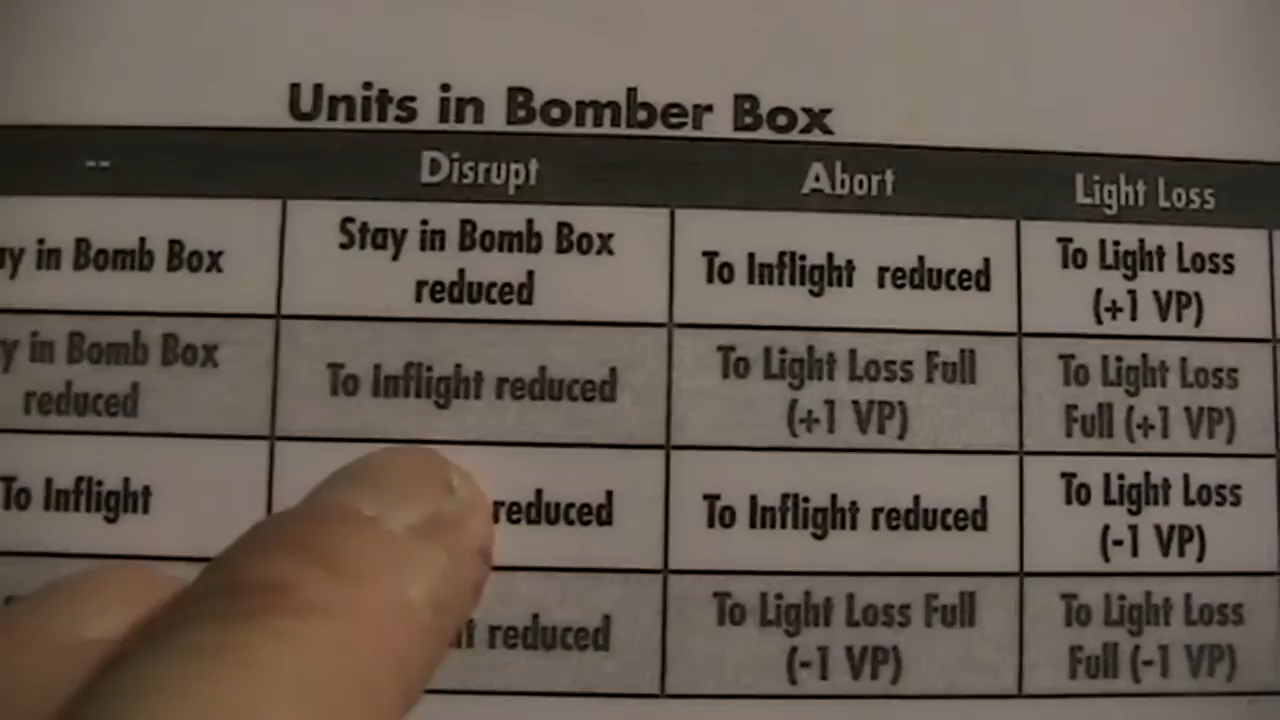 Units in Bomber Box
-- Disrupt Abort Light Loss
in Bomb Box
Stay in Bomb Box
reduced
To Inflight reduced
To Light Loss
(+1 VP)
in Bomb Box
reduced
To Inflight reduced
To Light Loss Full
(+1 VP)
To Light Loss
Full (+1 VP)
To Inflight
reduced
To Inflight reduced
To Light Loss
(-1 VP)
reduced
To Light Loss Full
(-1 VP)
To Light Loss
Full (-1 VP)